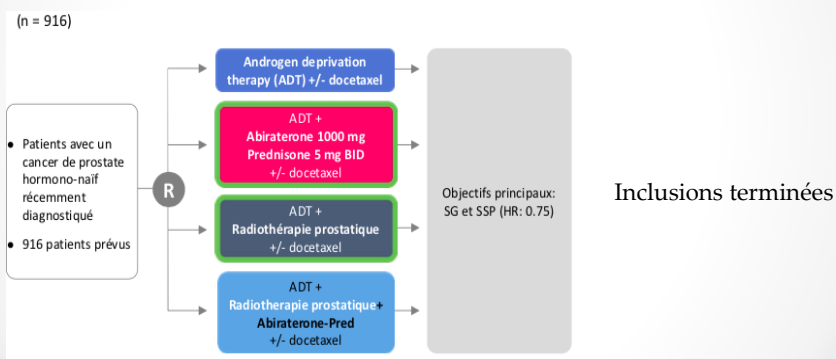 (n = 916)
● Patients avec un
cancer de prostate
hormono-naïf
récemment
diagnostiqué
● 916 patients prévus
R
Androgen deprivation
therapy (ADT) +/- docetaxel
ADT +
Abiraterone 1000 mg
Prednisone 5 mg BID
+/- docetaxel
ADT +
Radiothérapie prostatique
+/- docetaxel
ADT +
Radiotherapie prostatique+
Abiraterone-Pred
+/- docetaxel
Objectifs principaux:
SG et SSP (HR: 0.75)
Inclusions terminées